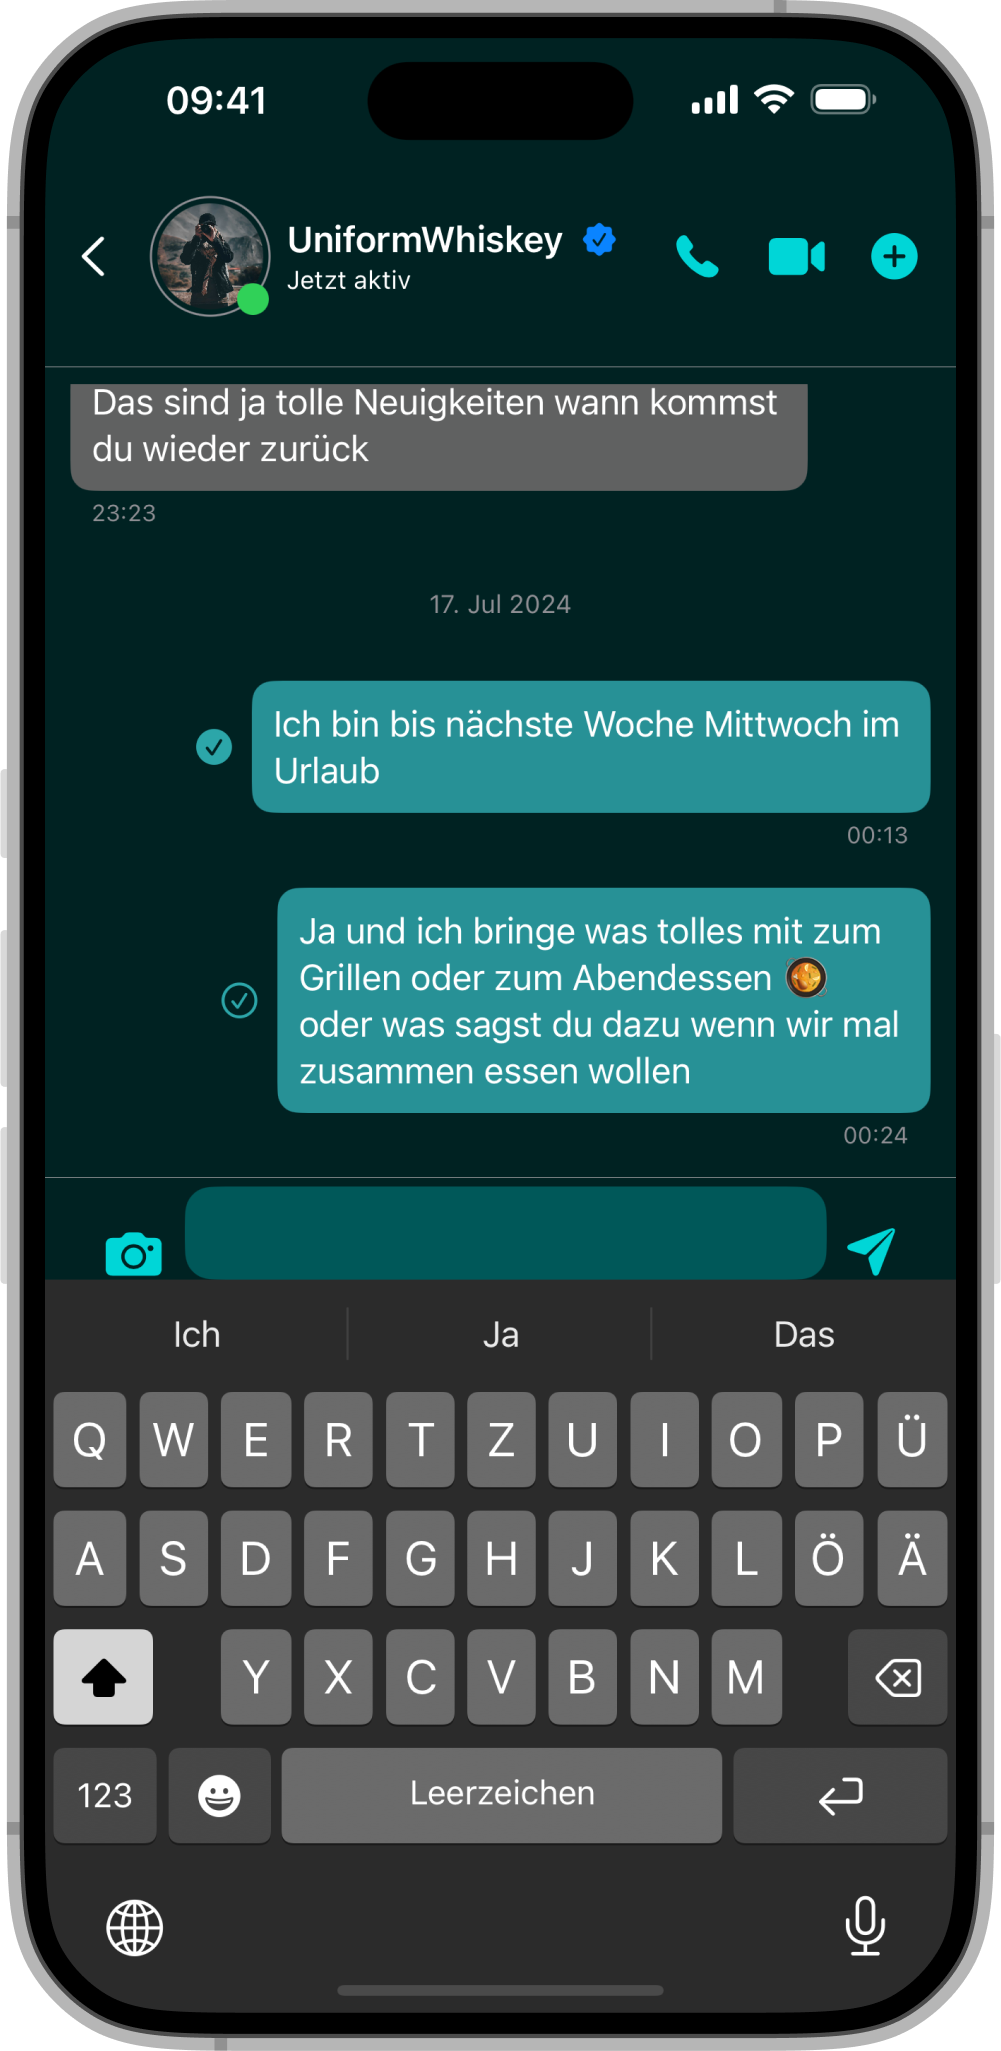 09:41
UniformWhiskey
Jetzt aktiv
Das sind ja tolle Neuigkeiten wann kommst
du wieder zurück
23:23
17. Jul 2024
Ich bin bis nächste Woche Mittwoch im
Urlaub
00:13
Ja und ich bringe was tolles mit zum
Grillen oder zum Abendessen 🥘
oder was sagst du dazu wenn wir mal
zusammen essen wollen
00:24
Ich Ja Das
Q W E R T Z U I O P Ü
A S D F G H J K L Ö Ä
Y X C V B N M
123 Leerzeichen